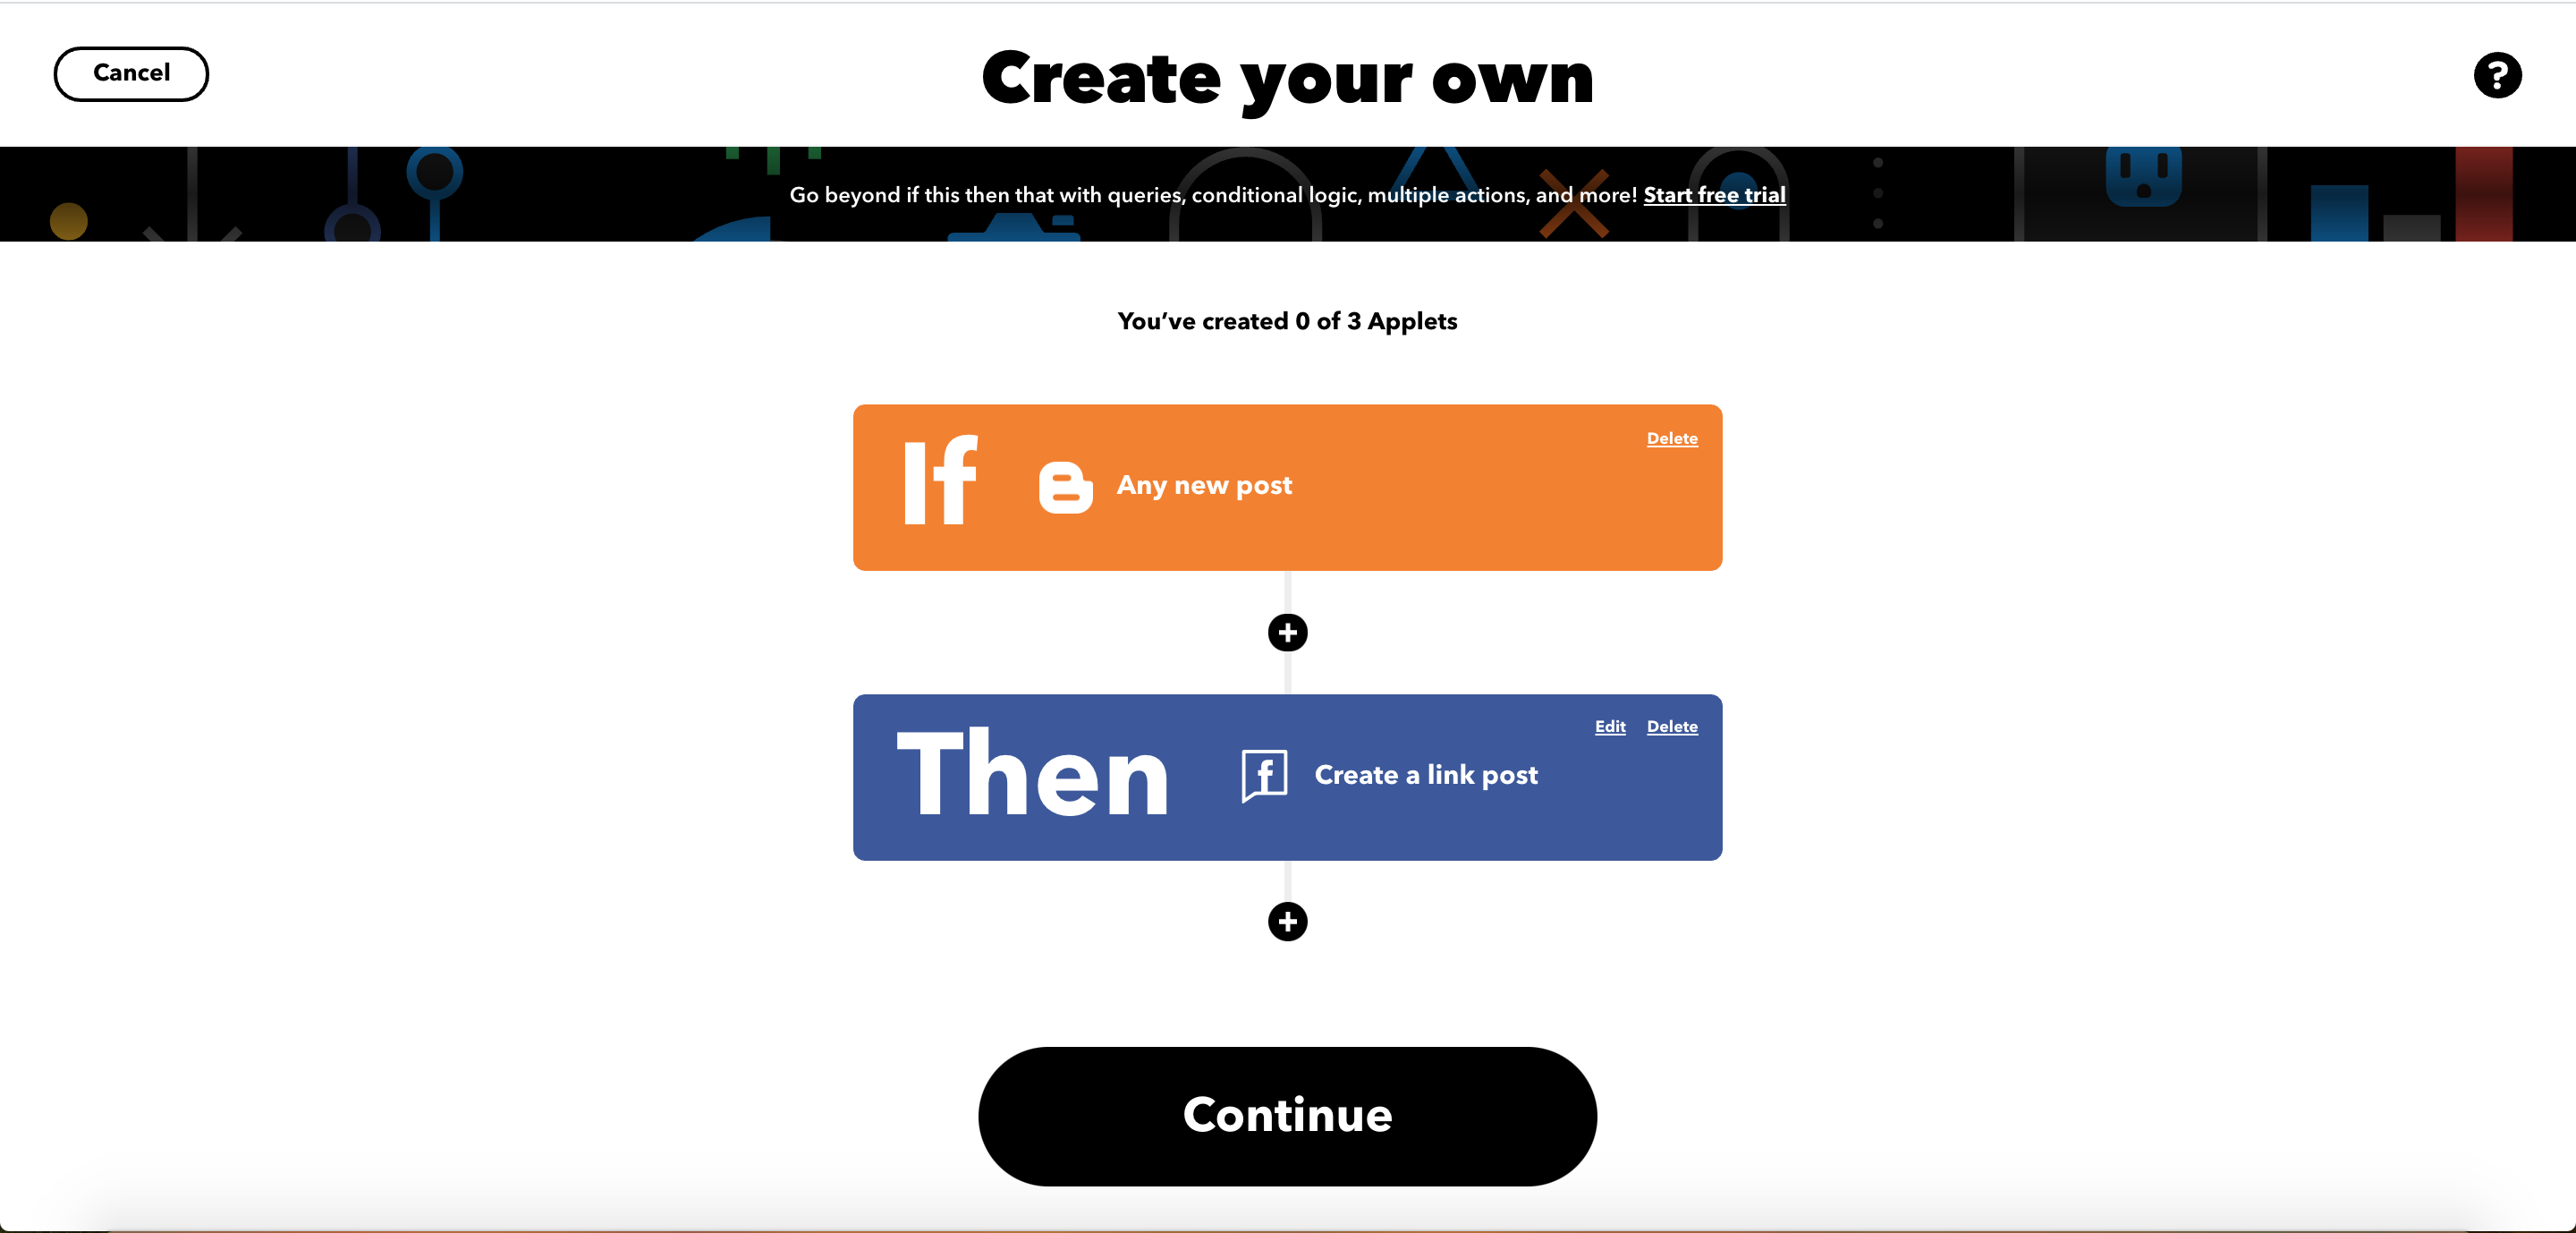 Cancel
Create your own
?
Go beyond if this then that with queries, conditional logic, multiple actions, and more! Start free trial
You’ve created 0 of 3 Applets
Delete
If Any new post
+
Edit Delete
Then f Create a link post
+
Continue